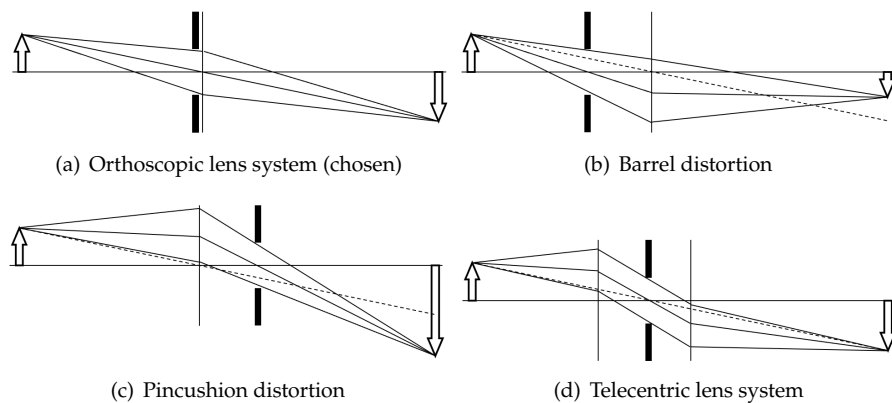 (a) Orthoscopic lens system (chosen)
(b) Barrel distortion
(c) Pincushion distortion
(d) Telecentric lens system